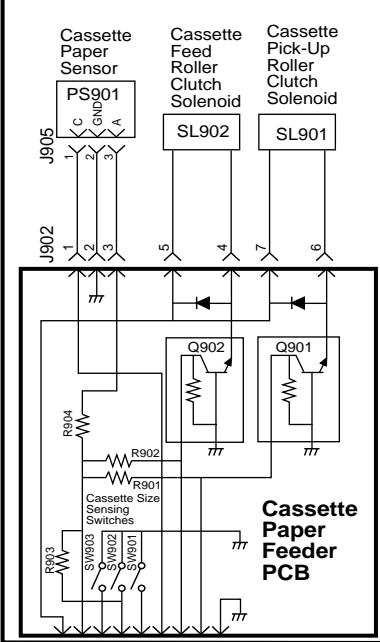 Cassette
Paper
Sensor
Cassette
Feed
Roller
Clutch
Solenoid
Cassette
Pick-Up
Roller
Clutch
Solenoid
PS901
C
GND
A
SL902
SL901
J905
1
2
3
J902
1
2
3
5
4
7
6
Q902
Q901
R904
R902
R901
Cassette Size
Sensing
Switches
R903
SW903
SW902
SW901
Cassette
Paper
Feeder
PCB